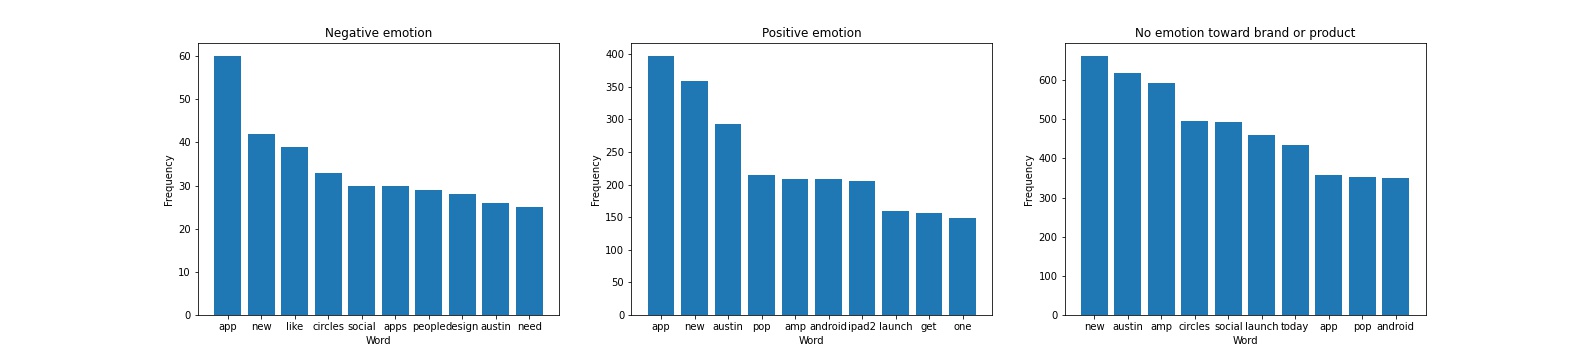 Negative emotion
Frequency
60
50
40
30
20
10
0
app new like circles social apps people design austin need
Word
Positive emotion
Frequency
400
350
300
250
200
150
100
50
0
app new austin pop amp android ipad2 launch get one
Word
No emotion toward brand or product
Frequency
600
500
400
300
200
100
0
new austin amp circles social launch today app pop android
Word